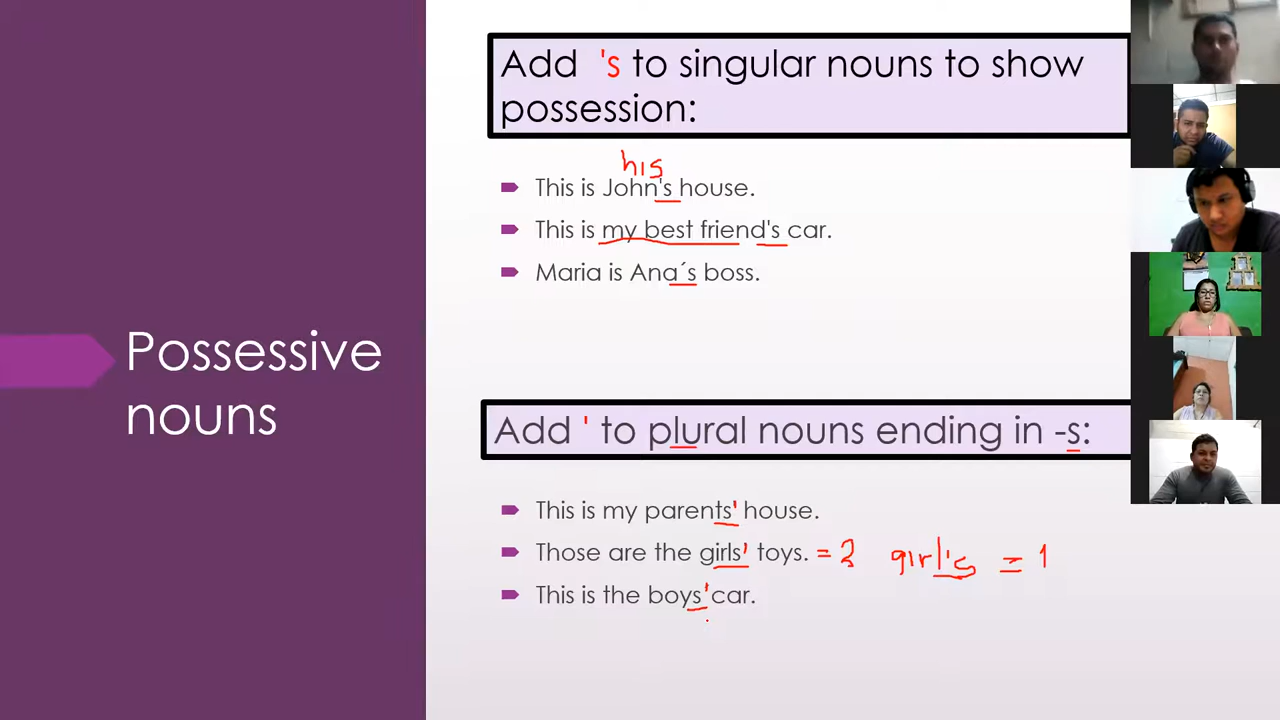 Possessive
nouns
Add 's to singular nouns to show
possession:
his
This is John's house.
This is my best friend's car.
Maria is Ana´s boss.
Add ' to plural nouns ending in -s:
This is my parents' house.
Those are the girls' toys. = 2 girl's = 1
This is the boys'car.